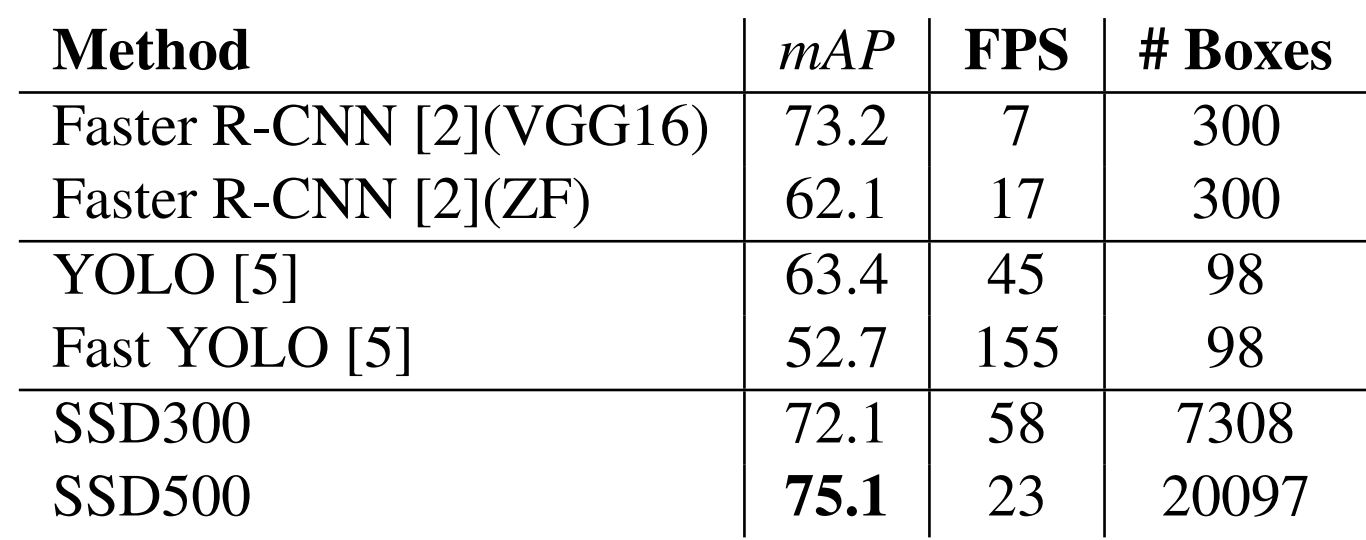 Method mAP FPS # Boxes
Faster R-CNN [2](VGG16) 73.2 7 300
Faster R-CNN [2](ZF) 62.1 17 300
YOLO [5] 63.4 45 98
Fast YOLO [5] 52.7 155 98
SSD300 72.1 58 7308
SSD500 75.1 23 20097